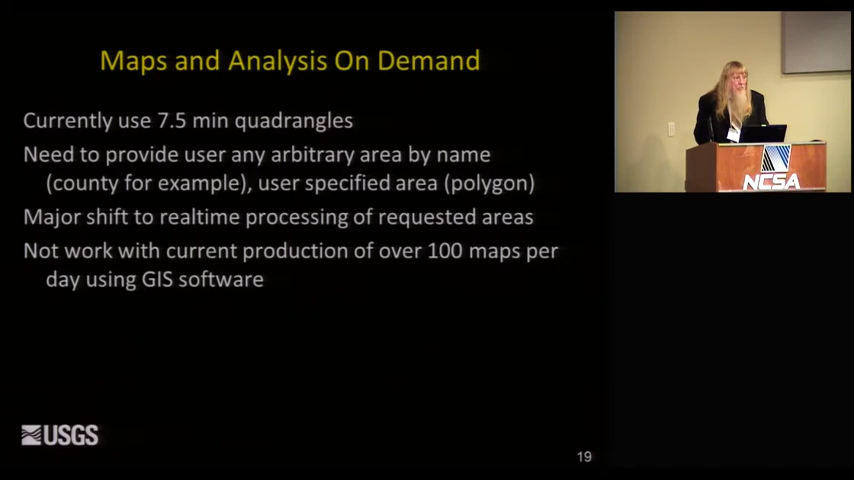 Maps and Analysis On Demand
Currently use 7.5 min quadrangles
Need to provide user any arbitrary area by name
(county for example), user specified area (polygon)
Major shift to realtime processing of requested areas
Not work with current production of over 100 maps per
day using GIS software
USGS
19
NCSA